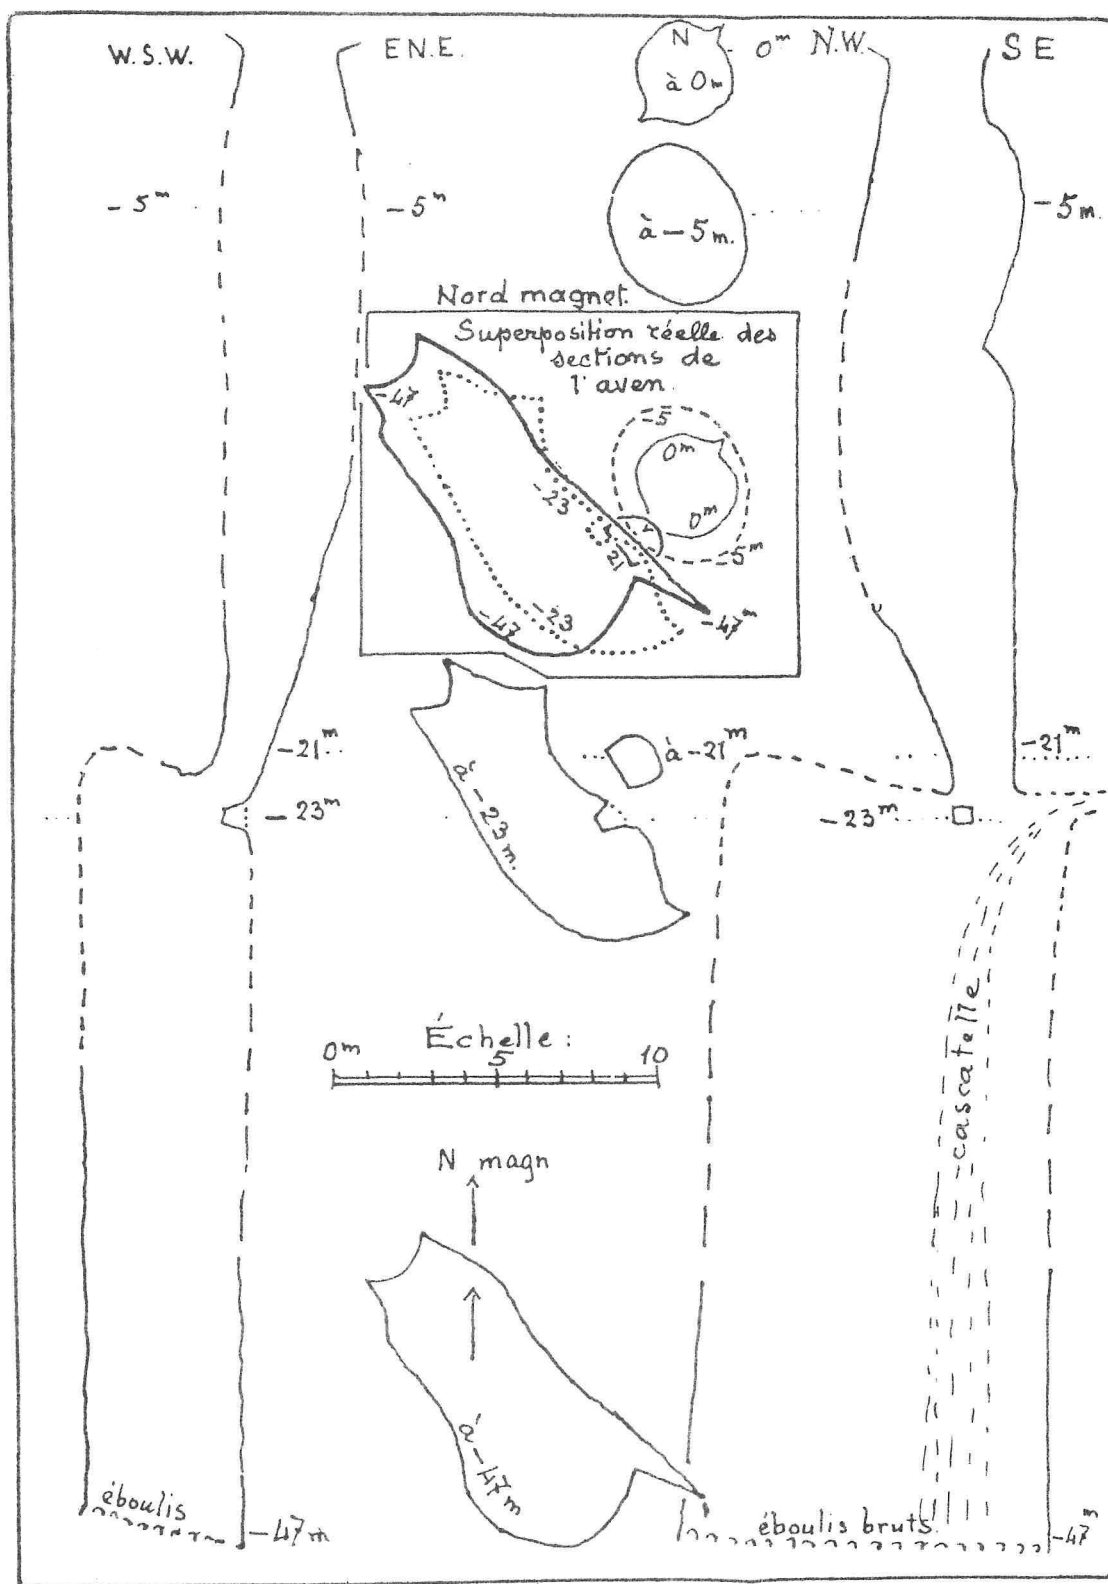 W.S.W.
E N.E.
N
à 0m
0m
N.W.
S E
-5m
-5m
à -5m.
-5m.
Nord magnet.
Superposition réelle des
sections de
l'aven.
-47
-5
0m
-23
0m
21
-5m
-23
-47
-47m
-21m
à -21m
-21m
à -23m.
-23m
-23m
cascatelle
Échelle :
0m
5
10
N magn
à -47m
éboulis
-47m
éboulis bruts
-47m